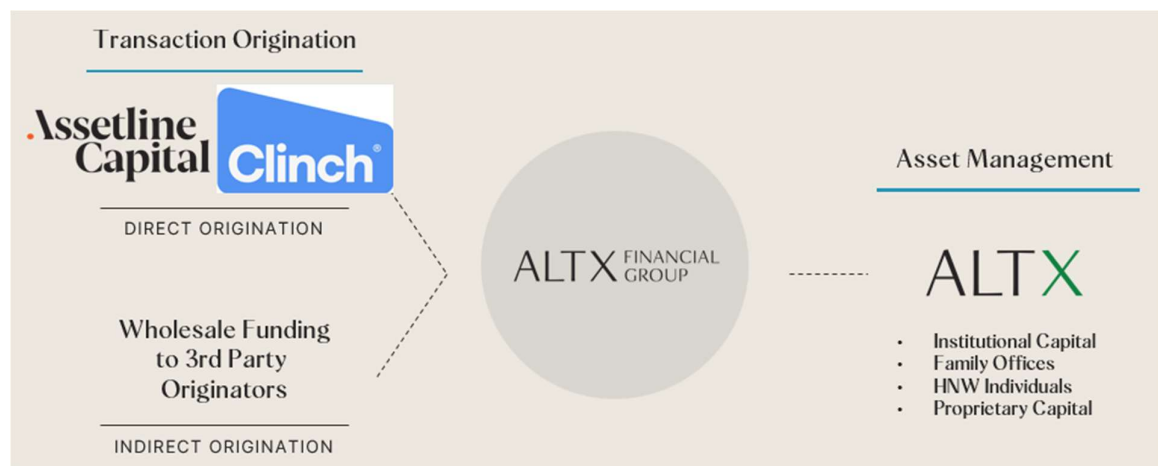 Transaction Origination
.Assetline
Capital
Clinch®
DIRECT ORIGINATION
Wholesale Funding
to 3rd Party
Originators
INDIRECT ORIGINATION
ALTX FINANCIAL
GROUP
Asset Management
ALTX
• Institutional Capital
• Family Offices
• HNW Individuals
• Proprietary Capital